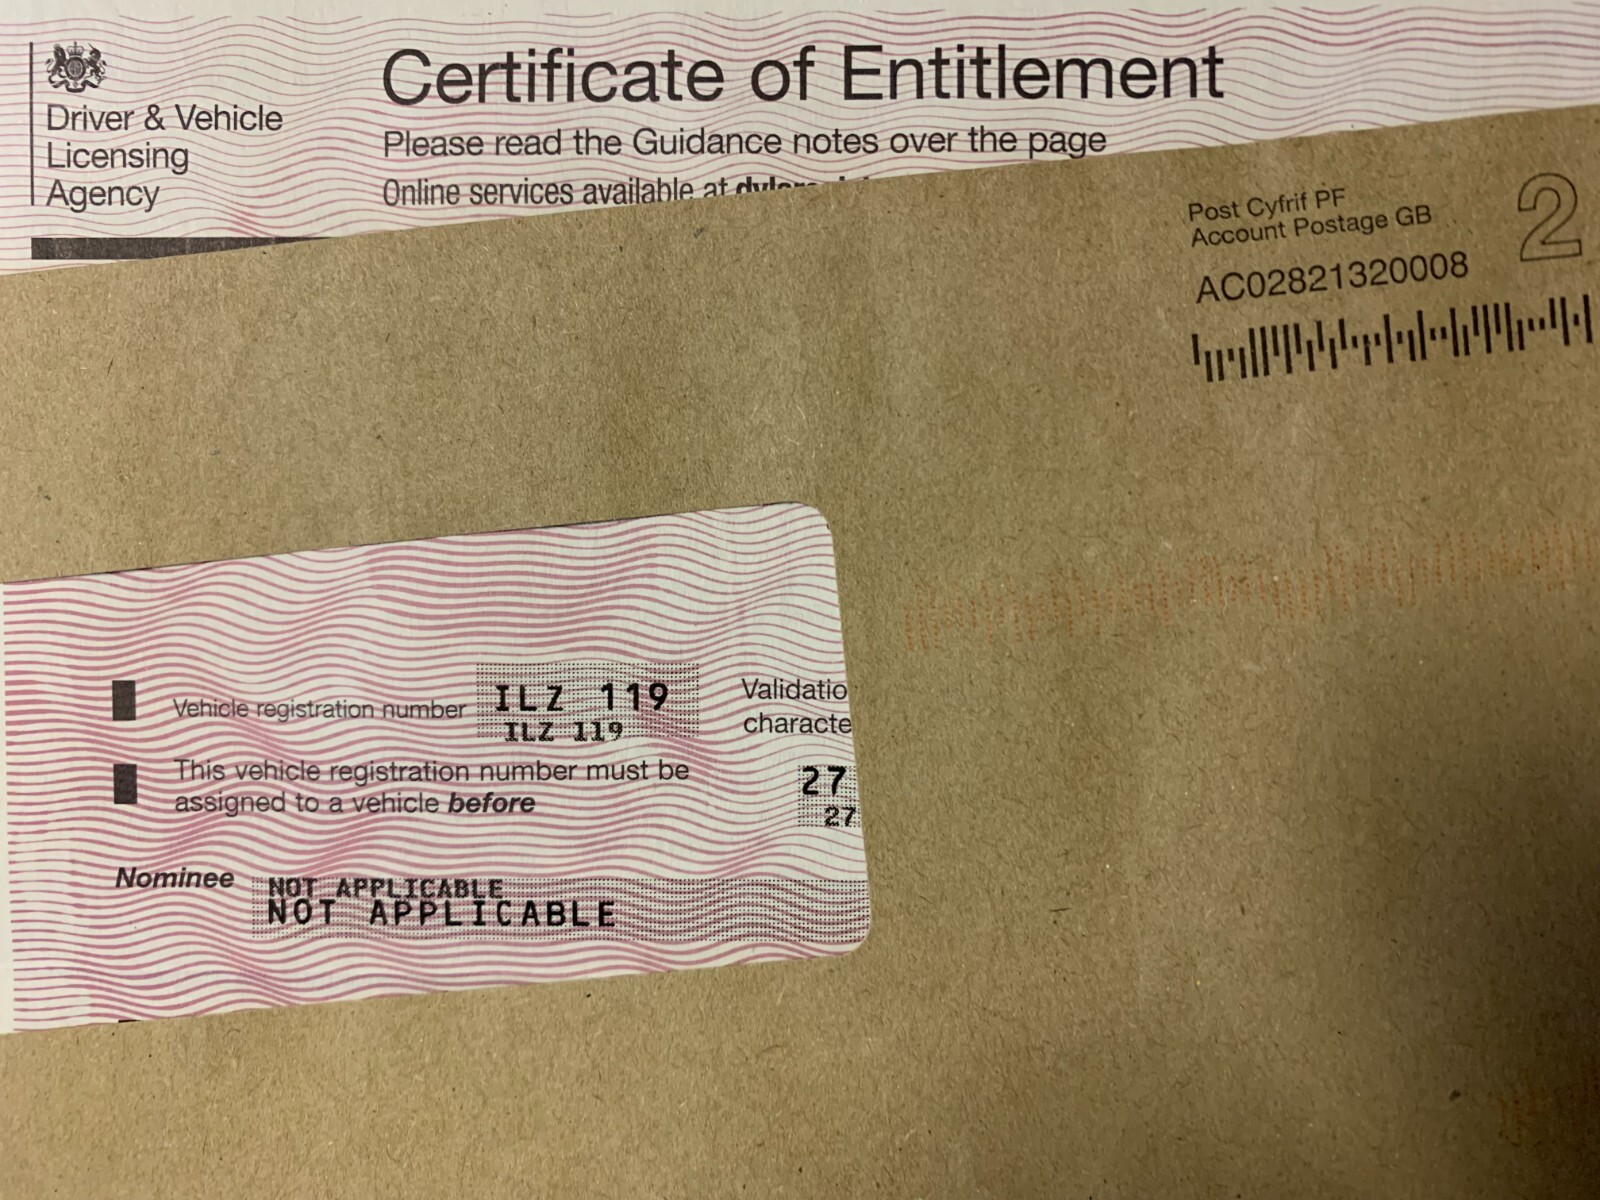 Driver & Vehicle
Licensing
Agency
Certificate of Entitlement
Please read the Guidance notes over the page
Online services available at
Post Cyfrif PF
Account Postage GB
2
AC02821320008
Vehicle registration number ILZ 119
ILZ 119
Validatio
characte
This vehicle registration number must be
assigned to a vehicle before
27
27
Nominee
NOT APPLICABLE
NOT APPLICABLE